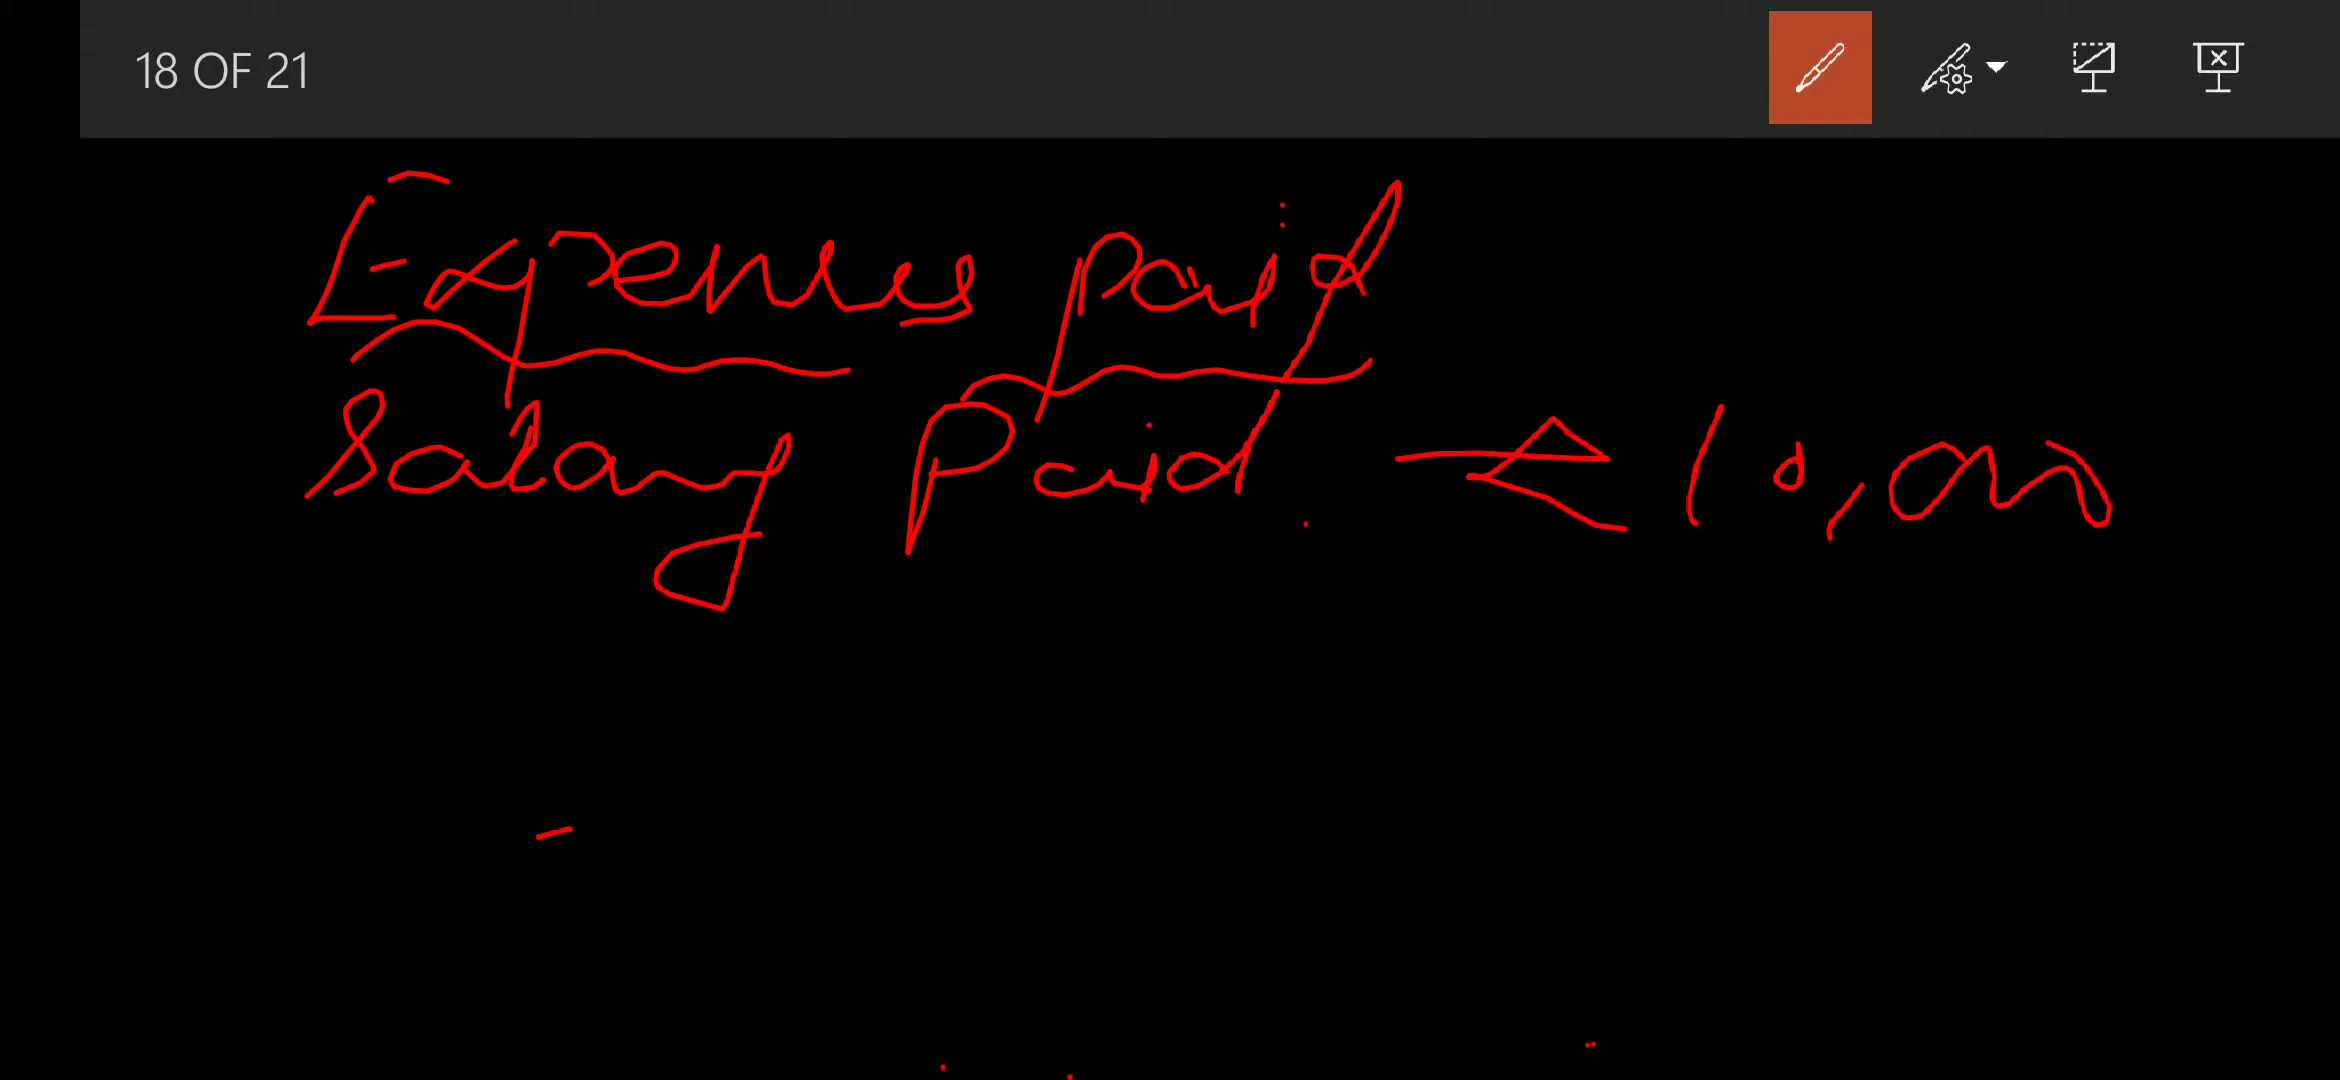 18 OF 21
Expenses paid
Salary Paid = 10,000